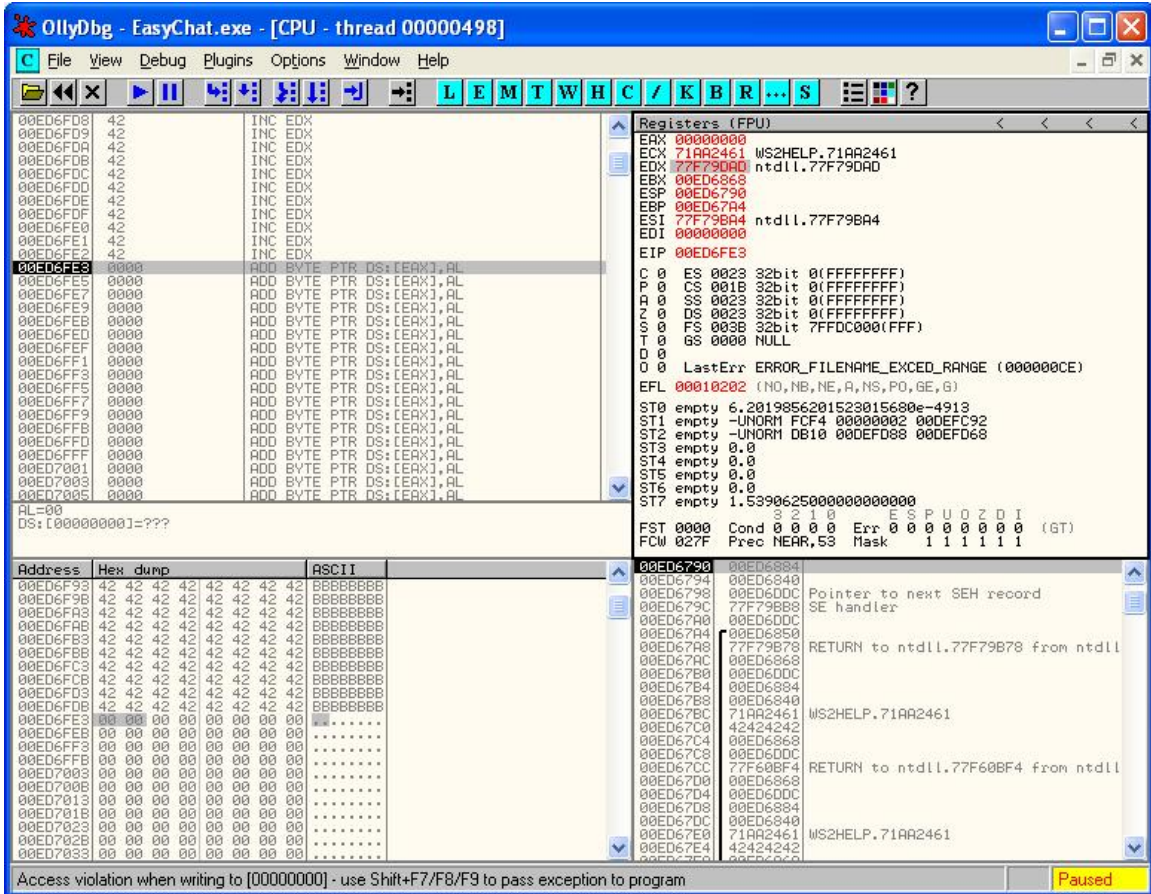 OllyDbg - EasyChat.exe - [CPU - thread 00000498]
C File View Debug Plugins Options Window Help
L E M T W H C / K B R ... S ?
00ED6FD8 42 INC EDX
00ED6FD9 42 INC EDX
00ED6FDA 42 INC EDX
00ED6FDB 42 INC EDX
00ED6FDC 42 INC EDX
00ED6FDD 42 INC EDX
00ED6FDE 42 INC EDX
00ED6FDF 42 INC EDX
00ED6FE0 42 INC EDX
00ED6FE1 42 INC EDX
00ED6FE2 42 INC EDX
00ED6FE3 0000 ADD BYTE PTR DS:[EAX],AL
00ED6FE5 0000 ADD BYTE PTR DS:[EAX],AL
00ED6FE7 0000 ADD BYTE PTR DS:[EAX],AL
00ED6FE9 0000 ADD BYTE PTR DS:[EAX],AL
00ED6FEB 0000 ADD BYTE PTR DS:[EAX],AL
00ED6FED 0000 ADD BYTE PTR DS:[EAX],AL
00ED6FEF 0000 ADD BYTE PTR DS:[EAX],AL
00ED6FF1 0000 ADD BYTE PTR DS:[EAX],AL
00ED6FF3 0000 ADD BYTE PTR DS:[EAX],AL
00ED6FF5 0000 ADD BYTE PTR DS:[EAX],AL
00ED6FF7 0000 ADD BYTE PTR DS:[EAX],AL
00ED6FF9 0000 ADD BYTE PTR DS:[EAX],AL
00ED6FFB 0000 ADD BYTE PTR DS:[EAX],AL
00ED6FFD 0000 ADD BYTE PTR DS:[EAX],AL
00ED6FFF 0000 ADD BYTE PTR DS:[EAX],AL
00ED7001 0000 ADD BYTE PTR DS:[EAX],AL
00ED7003 0000 ADD BYTE PTR DS:[EAX],AL
00ED7005 0000 ADD BYTE PTR DS:[EAX],AL
AL=00
DS:[00000000]=???
Registers (FPU) < < < <
EAX 00000000
ECX 71AA2461 WS2HELP.71AA2461
EDX 77F79DAD ntdll.77F79DAD
EBX 00ED6868
ESP 00ED6790
EBP 00ED67A4
ESI 77F79BA4 ntdll.77F79BA4
EDI 00000000
EIP 00ED6FE3
C 0 ES 0023 32bit 0(FFFFFFFF)
P 0 CS 001B 32bit 0(FFFFFFFF)
A 0 SS 0023 32bit 0(FFFFFFFF)
Z 0 DS 0023 32bit 0(FFFFFFFF)
S 0 FS 003B 32bit 7FFDC000(FFF)
T 0 GS 0000 NULL
D 0
O 0 LastErr ERROR_FILENAME_EXCED_RANGE (000000CE)
EFL 00010202 (NO,NB,NE,A,NS,PO,GE,G)
ST0 empty 6.2019856201523015680e-4913
ST1 empty -UNORM FCF4 00000002 00DEFC92
ST2 empty -UNORM DB10 00DEFD88 00DEFD68
ST3 empty 0.0
ST4 empty 0.0
ST5 empty 0.0
ST6 empty 0.0
ST7 empty 1.5390625000000000000
3 2 1 0 E S P U O Z D I
FST 0000 Cond 0 0 0 0 Err 0 0 0 0 0 0 0 0 (GT)
FCW 027F Prec NEAR,53 Mask 1 1 1 1 1 1
Address Hex dump ASCII
00ED6F93 42 42 42 42 42 42 42 42 BBBBBBBB
00ED6F9B 42 42 42 42 42 42 42 42 BBBBBBBB
00ED6FA3 42 42 42 42 42 42 42 42 BBBBBBBB
00ED6FAB 42 42 42 42 42 42 42 42 BBBBBBBB
00ED6FB3 42 42 42 42 42 42 42 42 BBBBBBBB
00ED6FBB 42 42 42 42 42 42 42 42 BBBBBBBB
00ED6FC3 42 42 42 42 42 42 42 42 BBBBBBBB
00ED6FCB 42 42 42 42 42 42 42 42 BBBBBBBB
00ED6FD3 42 42 42 42 42 42 42 42 BBBBBBBB
00ED6FDB 42 42 42 42 42 42 42 42 BBBBBBBB
00ED6FE3 00 00 00 00 00 00 00 00 ........
00ED6FEB 00 00 00 00 00 00 00 00 ........
00ED6FF3 00 00 00 00 00 00 00 00 ........
00ED6FFB 00 00 00 00 00 00 00 00 ........
00ED7003 00 00 00 00 00 00 00 00 ........
00ED700B 00 00 00 00 00 00 00 00 ........
00ED7013 00 00 00 00 00 00 00 00 ........
00ED701B 00 00 00 00 00 00 00 00 ........
00ED7023 00 00 00 00 00 00 00 00 ........
00ED702B 00 00 00 00 00 00 00 00 ........
00ED7033 00 00 00 00 00 00 00 00 ........
00ED6790 00ED6884
00ED6794 00ED6840
00ED6798 00ED6DDC Pointer to next SEH record
00ED679C 77F79BB8 SE handler
00ED67A0 00ED6DDC
00ED67A4 00ED6850
00ED67A8 77F79B78 RETURN to ntdll.77F79B78 from ntdll
00ED67AC 00ED6868
00ED67B0 00ED6DDC
00ED67B4 00ED6884
00ED67B8 00ED6840
00ED67BC 71AA2461 WS2HELP.71AA2461
00ED67C0 42424242
00ED67C4 00ED6868
00ED67C8 00ED6DDC
00ED67CC 77F60BF4 RETURN to ntdll.77F60BF4 from ntdll
00ED67D0 00ED6868
00ED67D4 00ED6DDC
00ED67D8 00ED6884
00ED67DC 00ED6840
00ED67E0 71AA2461 WS2HELP.71AA2461
00ED67E4 42424242
Access violation when writing to [00000000] - use Shift+F7/F8/F9 to pass exception to program
Paused